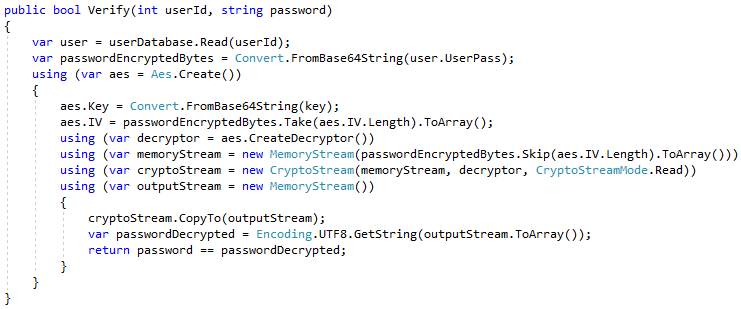 public bool Verify(int userId, string password)
{
    var user = userDatabase.Read(userId);
    var passwordEncryptedBytes = Convert.FromBase64String(user.UserPass);
    using (var aes = Aes.Create())
    {
        aes.Key = Convert.FromBase64String(key);
        aes.IV = passwordEncryptedBytes.Take(aes.IV.Length).ToArray();
        using (var decryptor = aes.CreateDecryptor())
        using (var memoryStream = new MemoryStream(passwordEncryptedBytes.Skip(aes.IV.Length).ToArray()))
        using (var cryptoStream = new CryptoStream(memoryStream, decryptor, CryptoStreamMode.Read))
        using (var outputStream = new MemoryStream())
        {
            cryptoStream.CopyTo(outputStream);
            var passwordDecrypted = Encoding.UTF8.GetString(outputStream.ToArray());
            return password == passwordDecrypted;
        }
    }
}